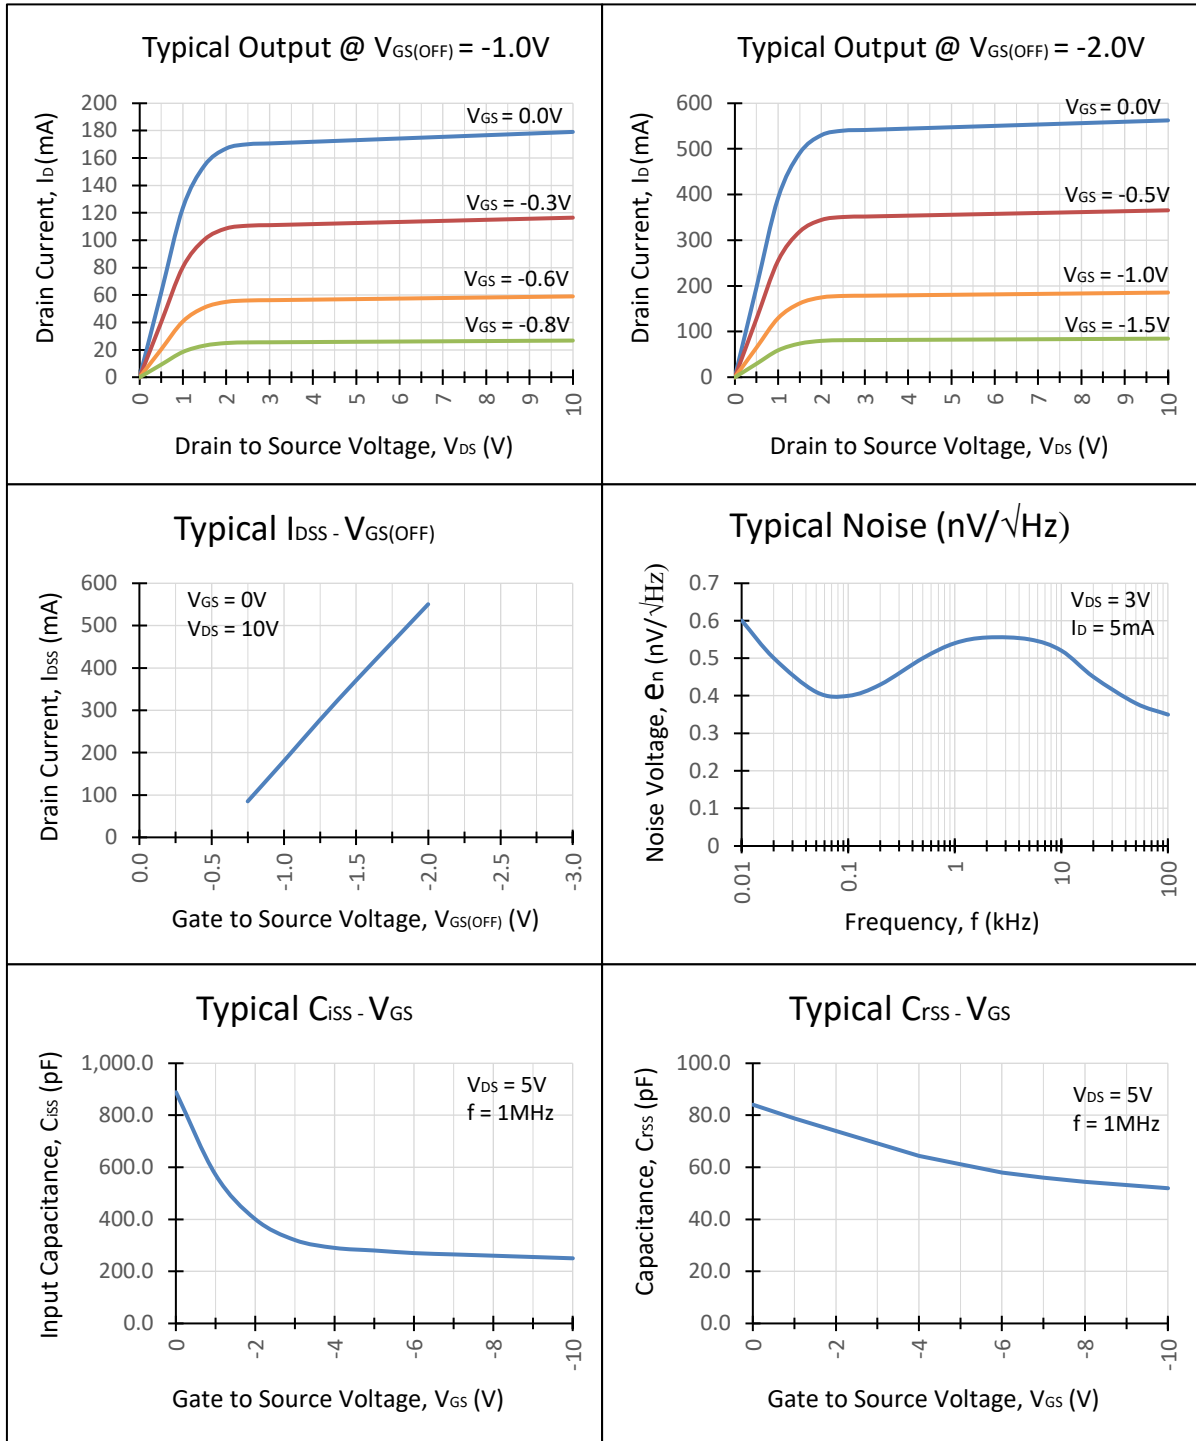 Typical Output @ VGS(OFF) = -1.0V
Drain Current, ID (mA)
200
180
160
140
120
100
80
60
40
20
0
VGS = 0.0V
VGS = -0.3V
VGS = -0.6V
VGS = -0.8V
0 1 2 3 4 5 6 7 8 9 10
Drain to Source Voltage, VDS (V)
Typical Output @ VGS(OFF) = -2.0V
Drain Current, ID (mA)
600
500
400
300
200
100
0
VGS = 0.0V
VGS = -0.5V
VGS = -1.0V
VGS = -1.5V
0 1 2 3 4 5 6 7 8 9 10
Drain to Source Voltage, VDS (V)
Typical IDSS - VGS(OFF)
Drain Current, IDSS (mA)
600
500
400
300
200
100
0
VGS = 0V
VDS = 10V
0.0 -0.5 -1.0 -1.5 -2.0 -2.5 -3.0
Gate to Source Voltage, VGS(OFF) (V)
Typical Noise (nV/√Hz)
Noise Voltage, en (nV/√Hz)
0.7
0.6
0.5
0.4
0.3
0.2
0.1
0
VDS = 3V
ID = 5mA
0.01 0.1 1 10 100
Frequency, f (kHz)
Typical CiSS - VGS
Input Capacitance, CiSS (pF)
1,000.0
800.0
600.0
400.0
200.0
0.0
VDS = 5V
f = 1MHz
0 -2 -4 -6 -8 -10
Gate to Source Voltage, VGS (V)
Typical CrSS - VGS
Capacitance, CrSS (pF)
100.0
80.0
60.0
40.0
20.0
0.0
VDS = 5V
f = 1MHz
0 -2 -4 -6 -8 -10
Gate to Source Voltage, VGS (V)